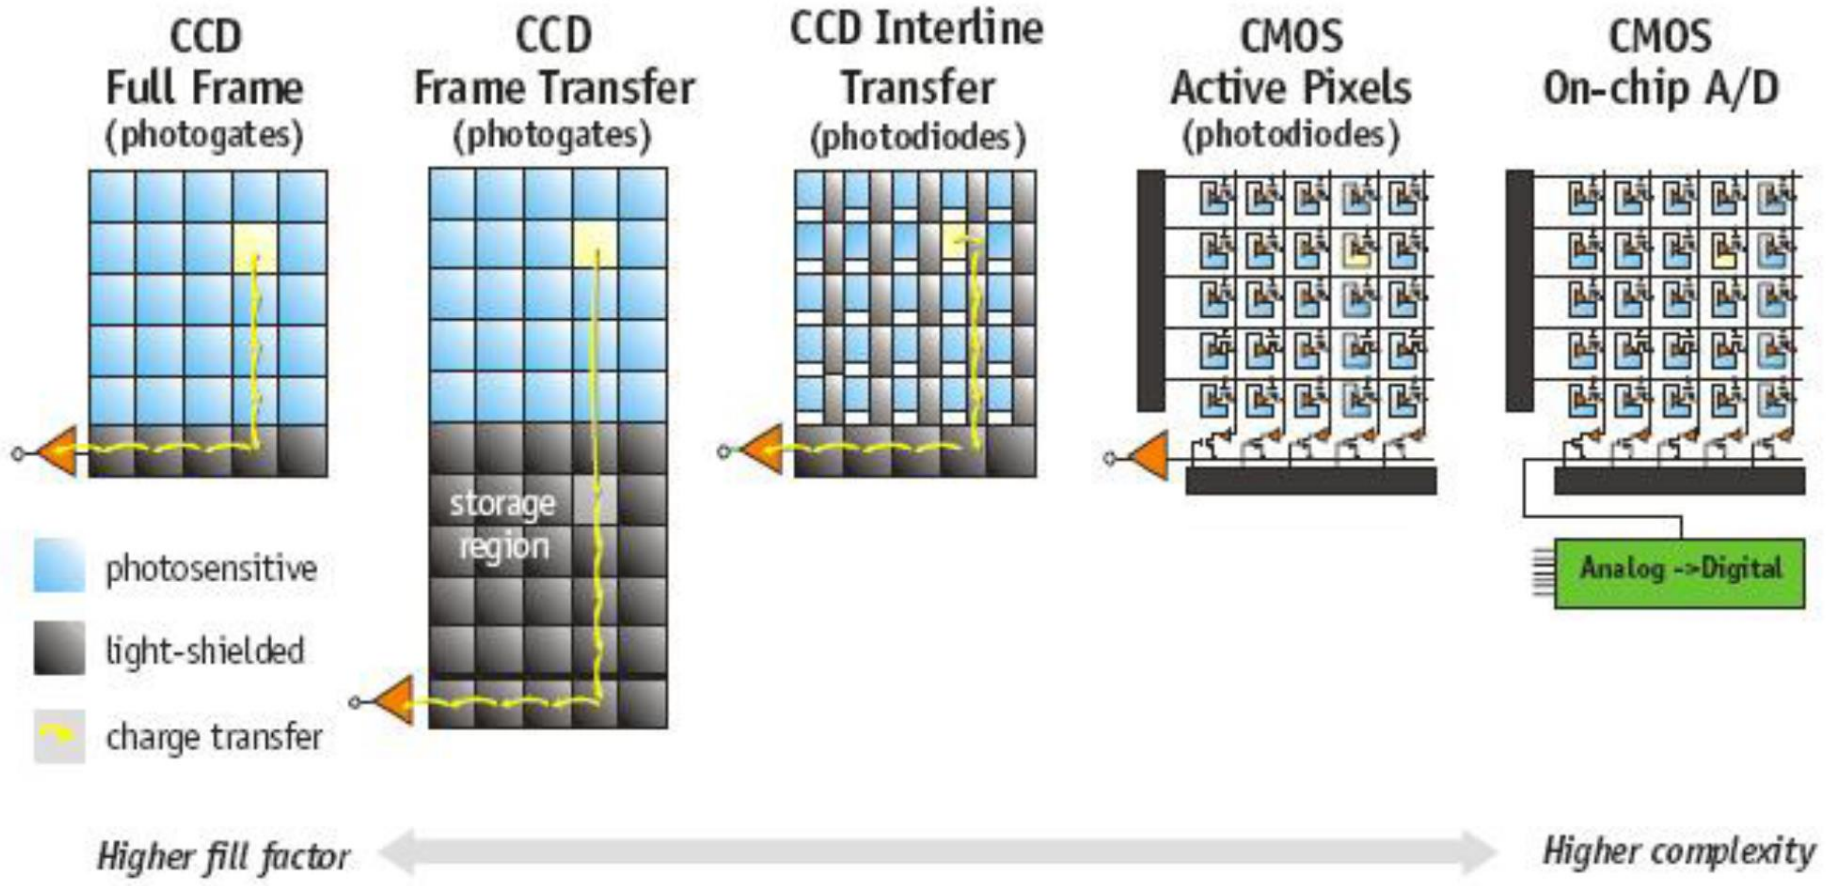 CCD
Full Frame
(photogates)
CCD
Frame Transfer
(photogates)
CCD Interline
Transfer
(photodiodes)
CMOS
Active Pixels
(photodiodes)
CMOS
On-chip A/D
storage
region
photosensitive
light-shielded
charge transfer
Analog ->Digital
Higher fill factor
Higher complexity